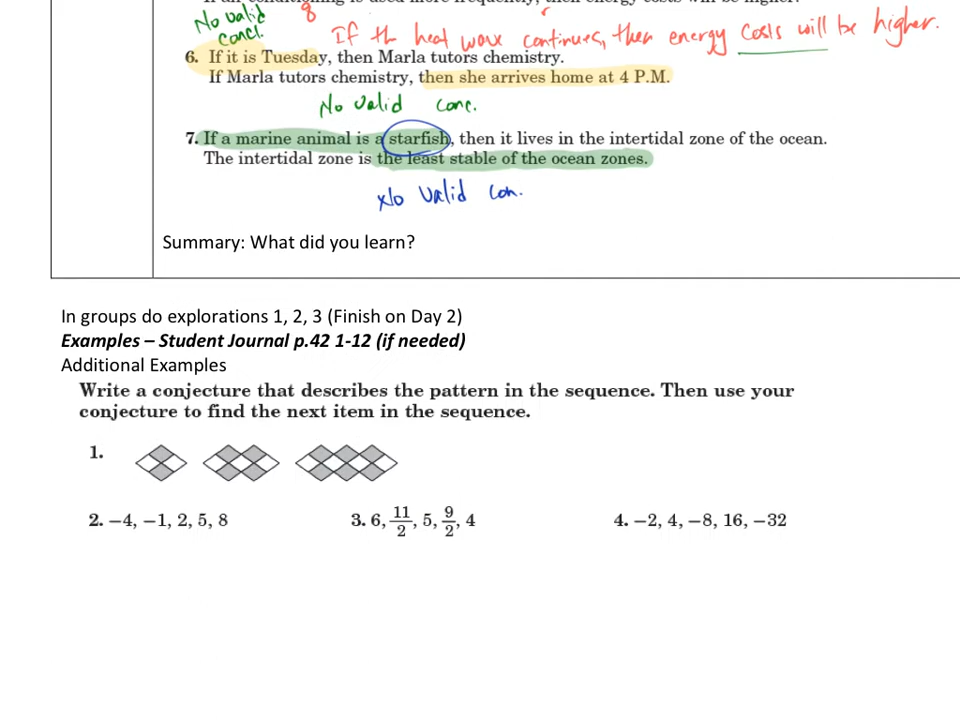 No valid
concl.
If th heat wave continues, then energy costs will be higher.
6. If it is Tuesday, then Marla tutors chemistry.
If Marla tutors chemistry, then she arrives home at 4 P.M.
No valid conc.
7. If a marine animal is a starfish, then it lives in the intertidal zone of the ocean.
The intertidal zone is the least stable of the ocean zones.
No valid con.
Summary: What did you learn?
In groups do explorations 1, 2, 3 (Finish on Day 2)
Examples – Student Journal p.42 1-12 (if needed)
Additional Examples
Write a conjecture that describes the pattern in the sequence. Then use your
conjecture to find the next item in the sequence.
1.
2. −4, −1, 2, 5, 8 3. 6, 11/2, 5, 9/2, 4 4. −2, 4, −8, 16, −32